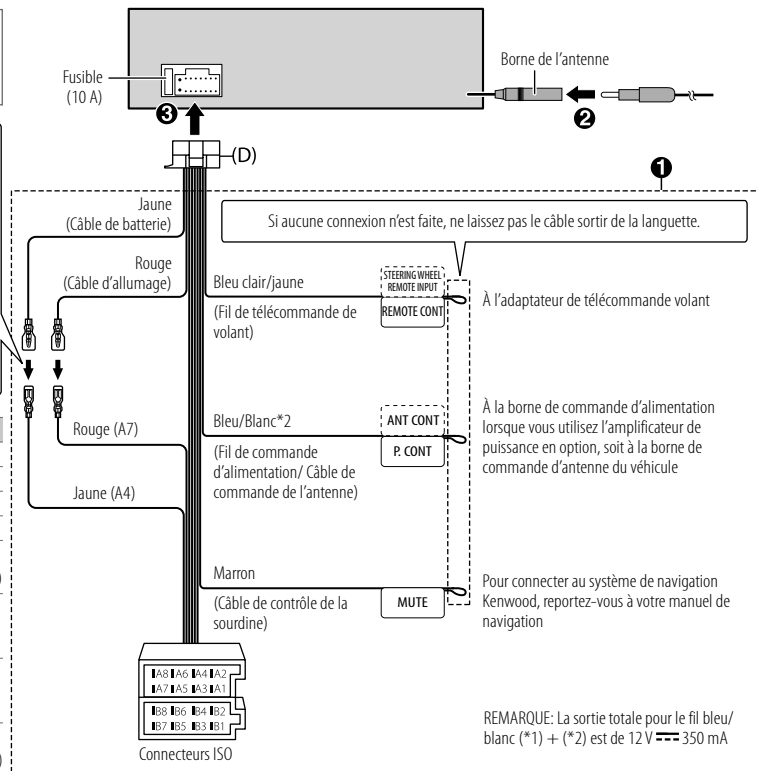 Borne de l'antenne
Fusible
(10 A)
❸
❷
(D)
❶
Jaune
(Câble de batterie)
Si aucune connexion n'est faite, ne laissez pas le câble sortir de la languette.
Rouge
(Câble d'allumage)
Bleu clair/jaune
(Fil de télécommande de
volant)
STEERING WHEEL
REMOTE INPUT
REMOTE CONT
À l'adaptateur de télécommande volant
Rouge (A7)
Bleu/Blanc*2
(Fil de commande
d'alimentation/ Câble de
commande de l'antenne)
ANT CONT
P. CONT
À la borne de commande d'alimentation
lorsque vous utilisez l'amplificateur de
puissance en option, soit à la borne de
commande d'antenne du véhicule
Jaune (A4)
Marron
(Câble de contrôle de la
sourdine)
MUTE
Pour connecter au système de navigation
Kenwood, reportez-vous à votre manuel de
navigation
A8 A6 A4 A2
A7 A5 A3 A1
B8 B6 B4 B2
B7 B5 B3 B1
Connecteurs ISO
REMARQUE: La sortie totale pour le fil bleu/
blanc (*1) + (*2) est de 12 V ⎓ 350 mA
)
)